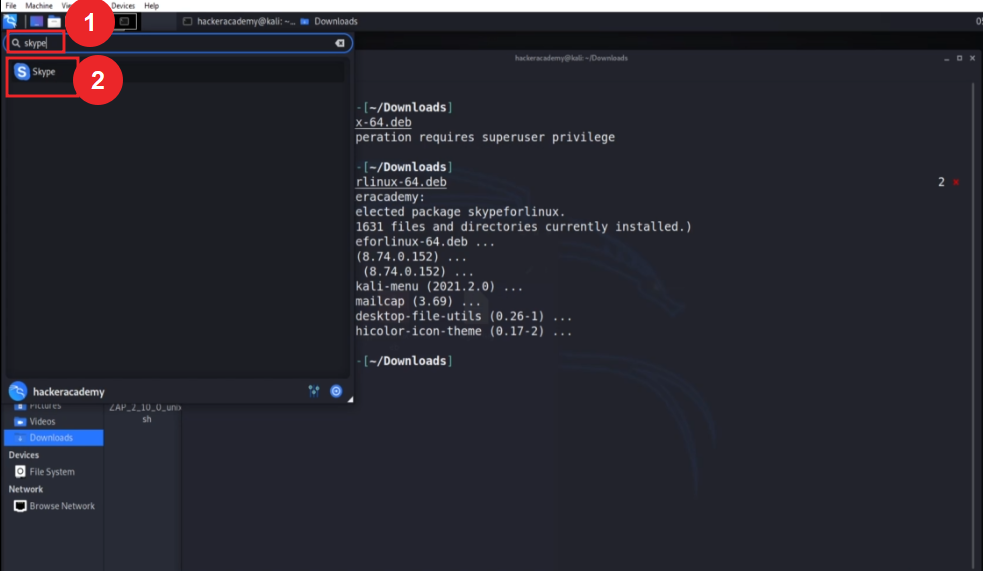 File Machine Devices Help
1
hackeracademy@kali: ~... Downloads
skype
hackeracademy@kali: ~/Downloads
Skype
2
-[~/Downloads]
x-64.deb
peration requires superuser privilege
-[~/Downloads]
rlinux-64.deb
2
eracademy:
elected package skypeforlinux.
1631 files and directories currently installed.)
eforlinux-64.deb ...
(8.74.0.152) ...
(8.74.0.152) ...
kali-menu (2021.2.0) ...
mailcap (3.69) ...
desktop-file-utils (0.26-1) ...
hicolor-icon-theme (0.17-2) ...
-[~/Downloads]
hackeracademy
Pictures
Videos
sh
Downloads
Devices
File System
Network
Browse Network